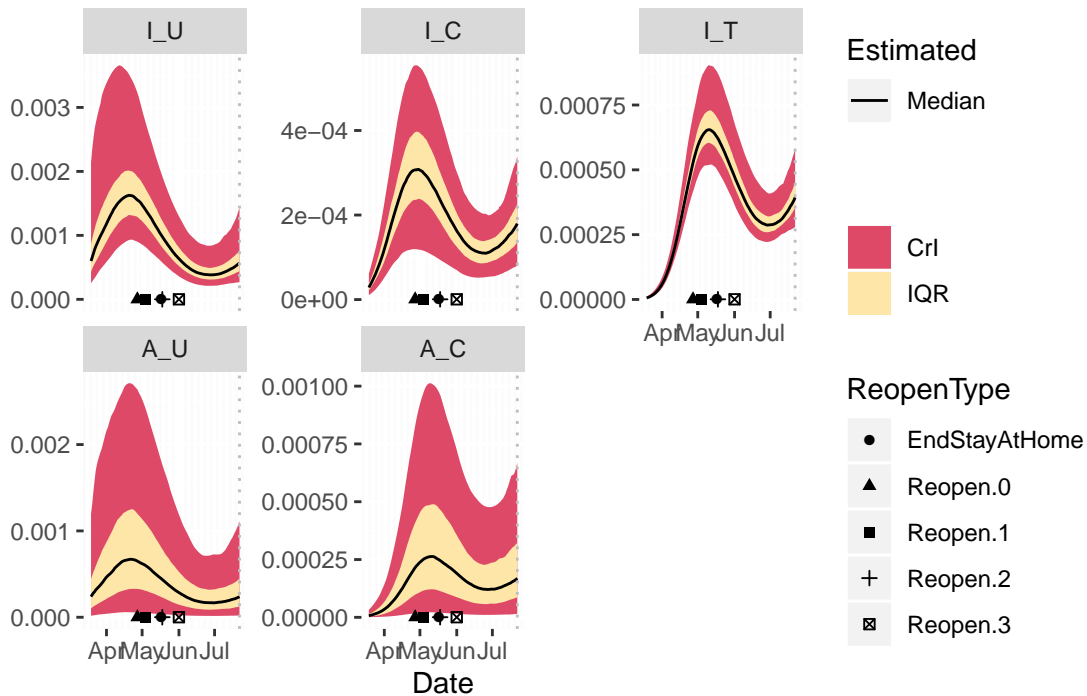 I_U
I_C
I_T
0.003
0.002
0.001
0.000
4e−04
2e−04
0e+00
0.00075
0.00050
0.00025
0.00000
Apr May Jun Jul
A_U
A_C
0.002
0.001
0.000
0.00100
0.00075
0.00050
0.00025
0.00000
Apr May Jun Jul
Apr May Jun Jul
Date
Estimated
Median
CrI
IQR
ReopenType
EndStayAtHome
Reopen.0
Reopen.1
Reopen.2
Reopen.3